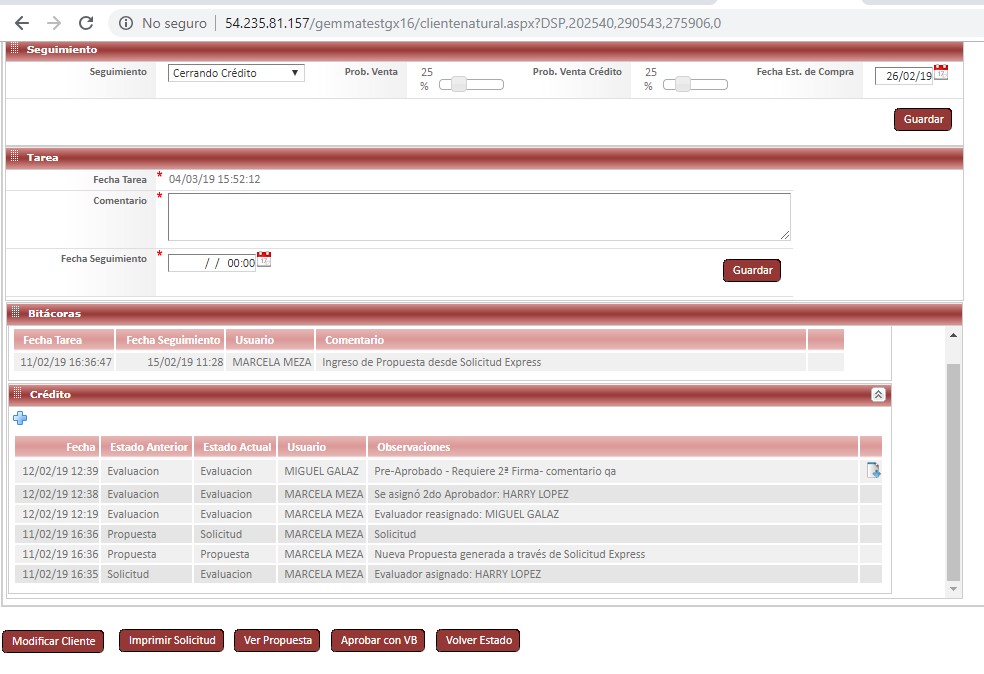 No seguro | 54.235.81.157/gemmatestgx16/clientenatural.aspx?DSP,202540,290543,275906,0
Seguimiento
Seguimiento Cerrando Crédito Prob. Venta 25 % Prob. Venta Crédito 25 % Fecha Est. de Compra 26/02/19
Guardar
Tarea
Fecha Tarea * 04/03/19 15:52:12
Comentario *
Fecha Seguimiento * / / 00:00
Guardar
Bitácoras
Fecha Tarea Fecha Seguimiento Usuario Comentario
11/02/19 16:36:47 15/02/19 11:28 MARCELA MEZA Ingreso de Propuesta desde Solicitud Express
Crédito
Fecha Estado Anterior Estado Actual Usuario Observaciones
12/02/19 12:39 Evaluacion Evaluacion MIGUEL GALAZ Pre-Aprobado - Requiere 2ª Firma- comentario qa
12/02/19 12:38 Evaluacion Evaluacion MARCELA MEZA Se asignó 2do Aprobador: HARRY LOPEZ
12/02/19 12:19 Evaluacion Evaluacion MARCELA MEZA Evaluador reasignado: MIGUEL GALAZ
11/02/19 16:36 Propuesta Solicitud MARCELA MEZA Solicitud
11/02/19 16:36 Propuesta Propuesta MARCELA MEZA Nueva Propuesta generada a través de Solicitud Express
11/02/19 16:35 Solicitud Evaluacion MARCELA MEZA Evaluador asignado: HARRY LOPEZ
Modificar Cliente Imprimir Solicitud Ver Propuesta Aprobar con VB Volver Estado